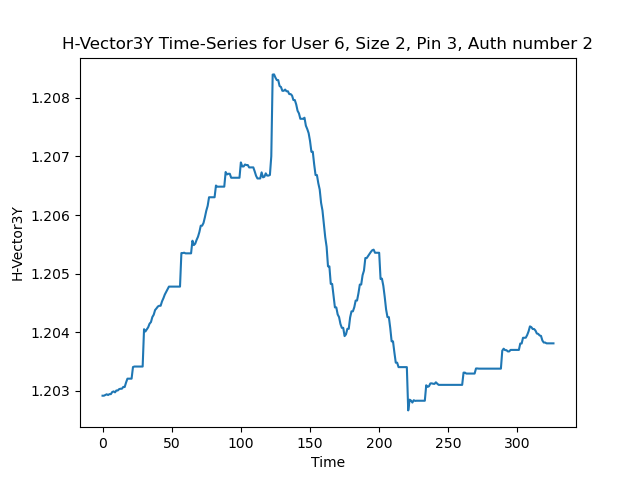 H-Vector3Y Time-Series for User 6, Size 2, Pin 3, Auth number 2
1.208
1.207
1.206
1.205
1.204
1.203
H-Vector3Y
0 50 100 150 200 250 300
Time